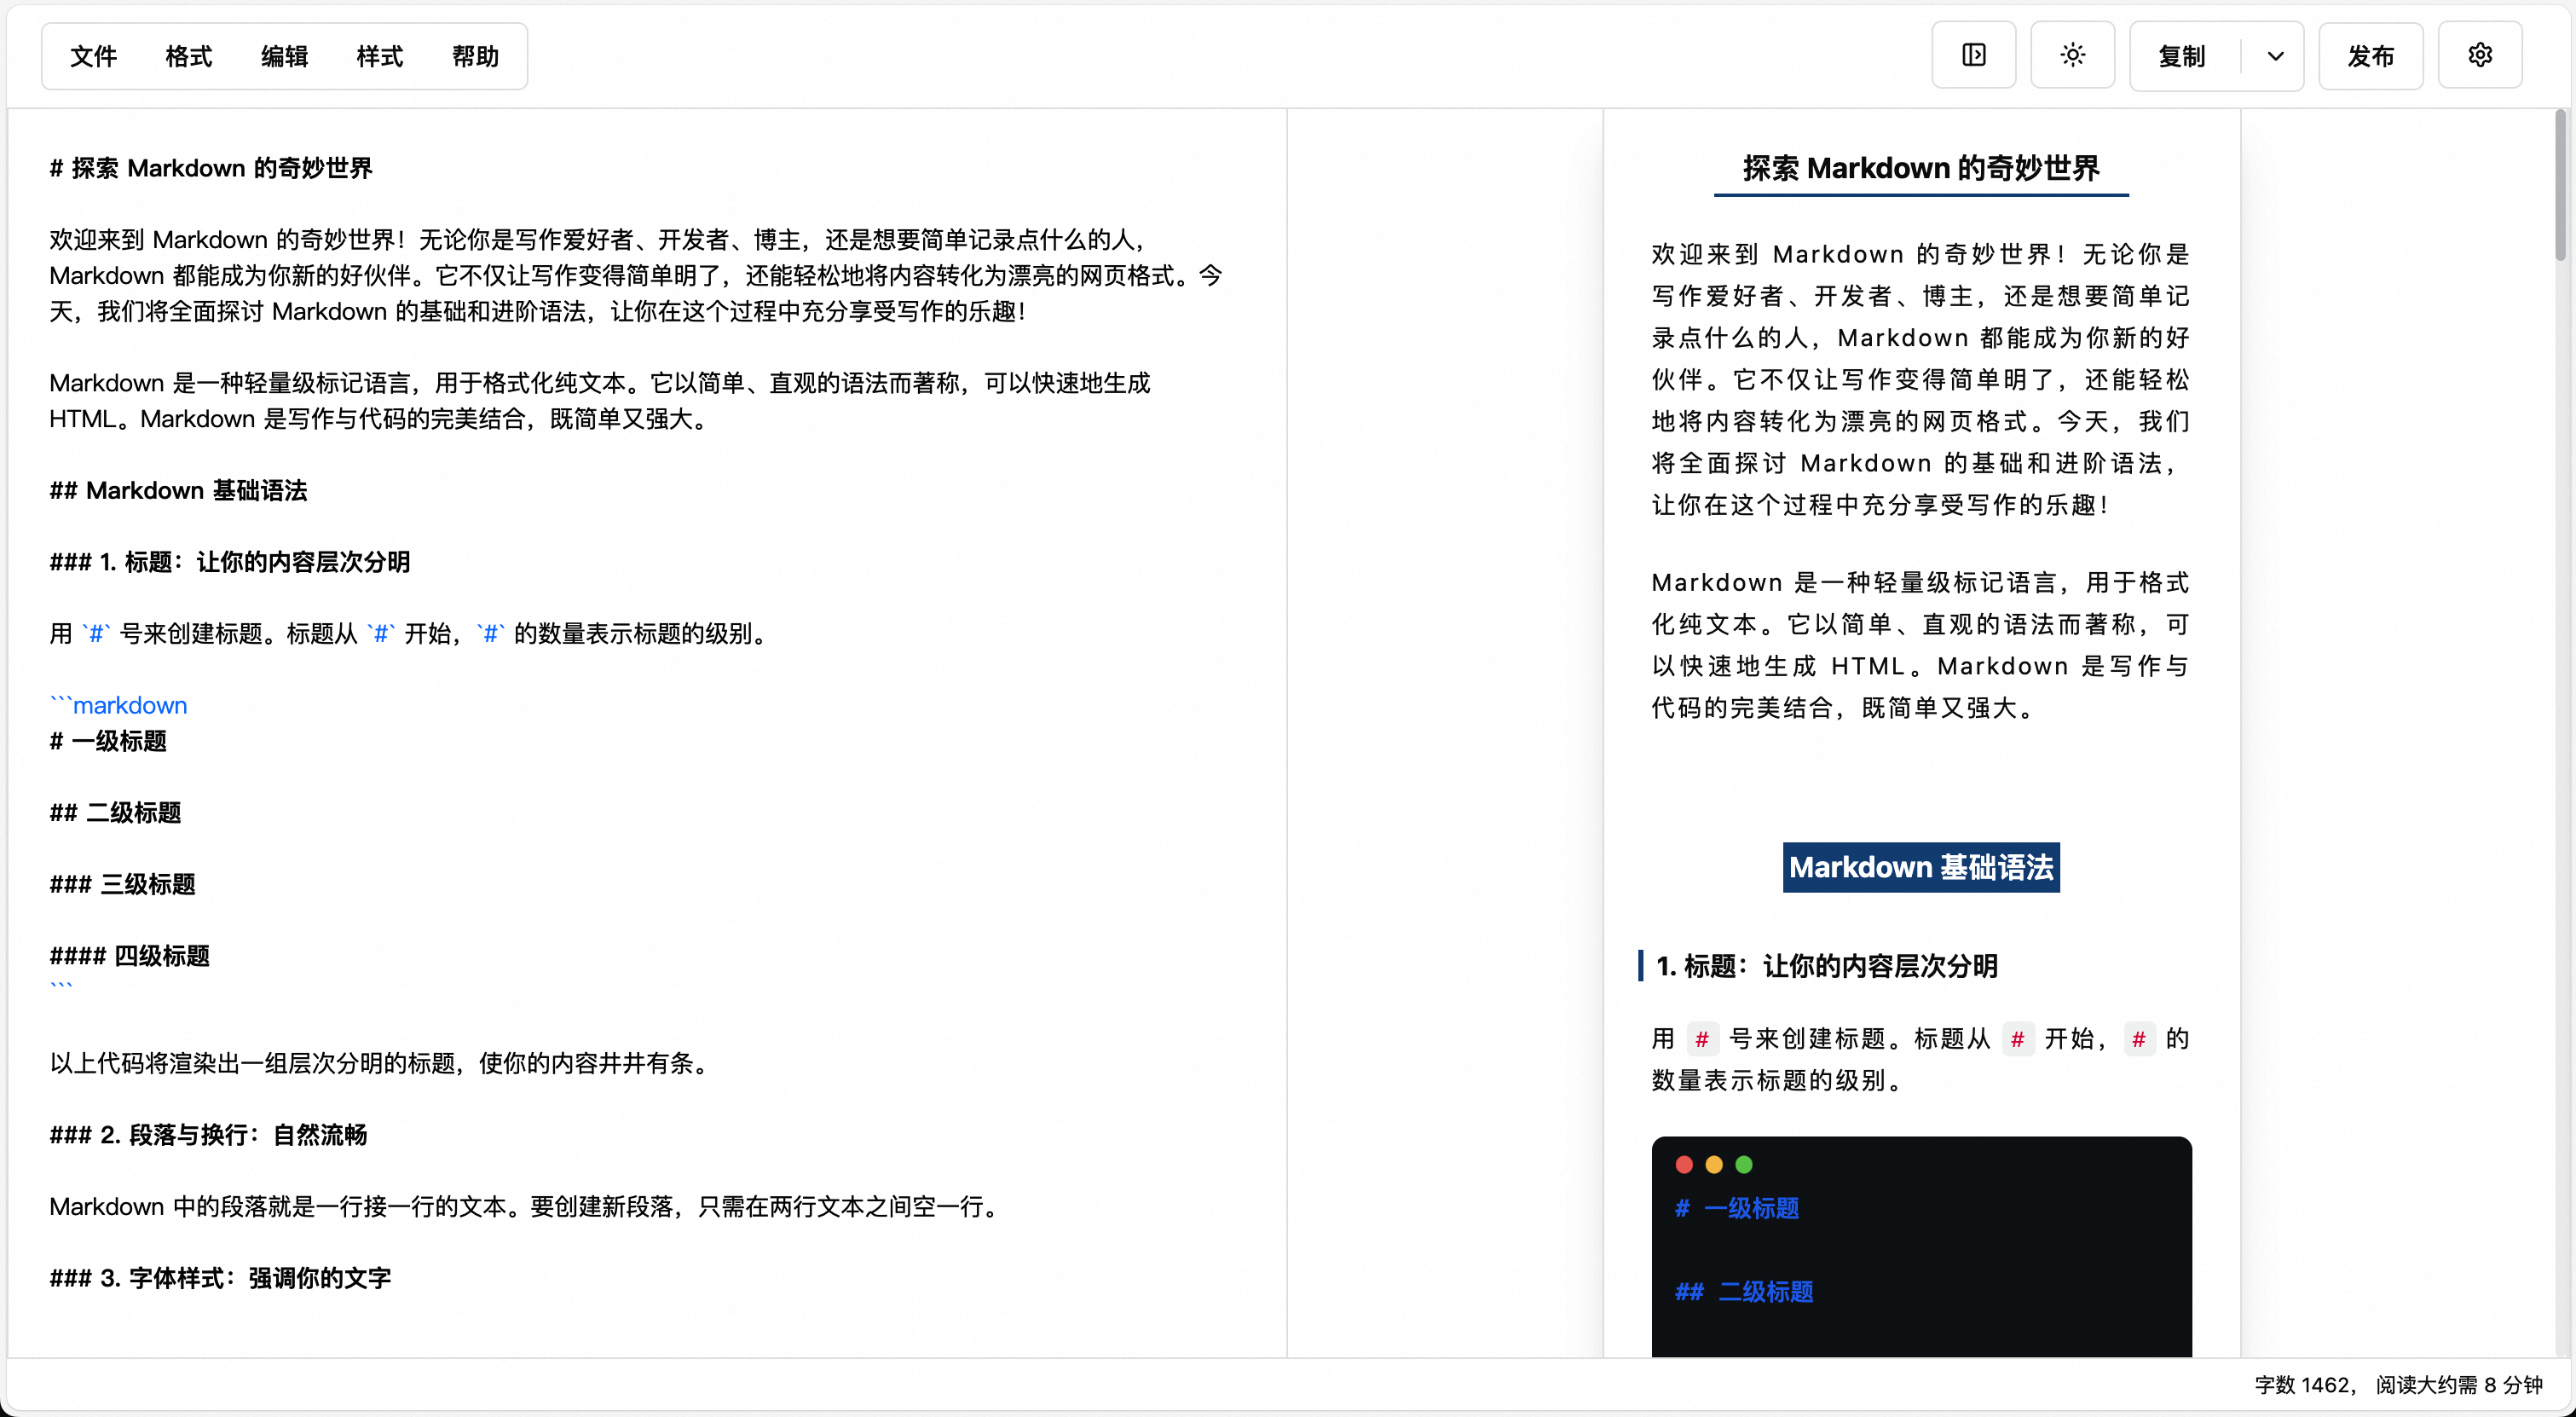 文件 格式 编辑 样式 帮助
复制 发布
# 探索 Markdown 的奇妙世界
欢迎来到 Markdown 的奇妙世界！无论你是写作爱好者、开发者、博主，还是想要简单记录点什么的人，
Markdown 都能成为你新的好伙伴。它不仅让写作变得简单明了，还能轻松地将内容转化为漂亮的网页格式。今
天，我们将全面探讨 Markdown 的基础和进阶语法，让你在这个过程中充分享受写作的乐趣！
Markdown 是一种轻量级标记语言，用于格式化纯文本。它以简单、直观的语法而著称，可以快速地生成
HTML。Markdown 是写作与代码的完美结合，既简单又强大。
## Markdown 基础语法
### 1. 标题：让你的内容层次分明
用 `#` 号来创建标题。标题从 `#` 开始，`#` 的数量表示标题的级别。
```markdown
# 一级标题
## 二级标题
### 三级标题
#### 四级标题
```
以上代码将渲染出一组层次分明的标题，使你的内容井井有条。
### 2. 段落与换行：自然流畅
Markdown 中的段落就是一行接一行的文本。要创建新段落，只需在两行文本之间空一行。
### 3. 字体样式：强调你的文字
探索 Markdown 的奇妙世界
欢迎来到 Markdown 的奇妙世界！无论你是
写作爱好者、开发者、博主，还是想要简单记
录点什么的人，Markdown 都能成为你新的好
伙伴。它不仅让写作变得简单明了，还能轻松
地将内容转化为漂亮的网页格式。今天，我们
将全面探讨 Markdown 的基础和进阶语法，
让你在这个过程中充分享受写作的乐趣！
Markdown 是一种轻量级标记语言，用于格式
化纯文本。它以简单、直观的语法而著称，可
以快速地生成 HTML。Markdown 是写作与
代码的完美结合，既简单又强大。
Markdown 基础语法
1. 标题：让你的内容层次分明
用 # 号来创建标题。标题从 # 开始，# 的
数量表示标题的级别。
# 一级标题
## 二级标题
字数 1462， 阅读大约需 8 分钟